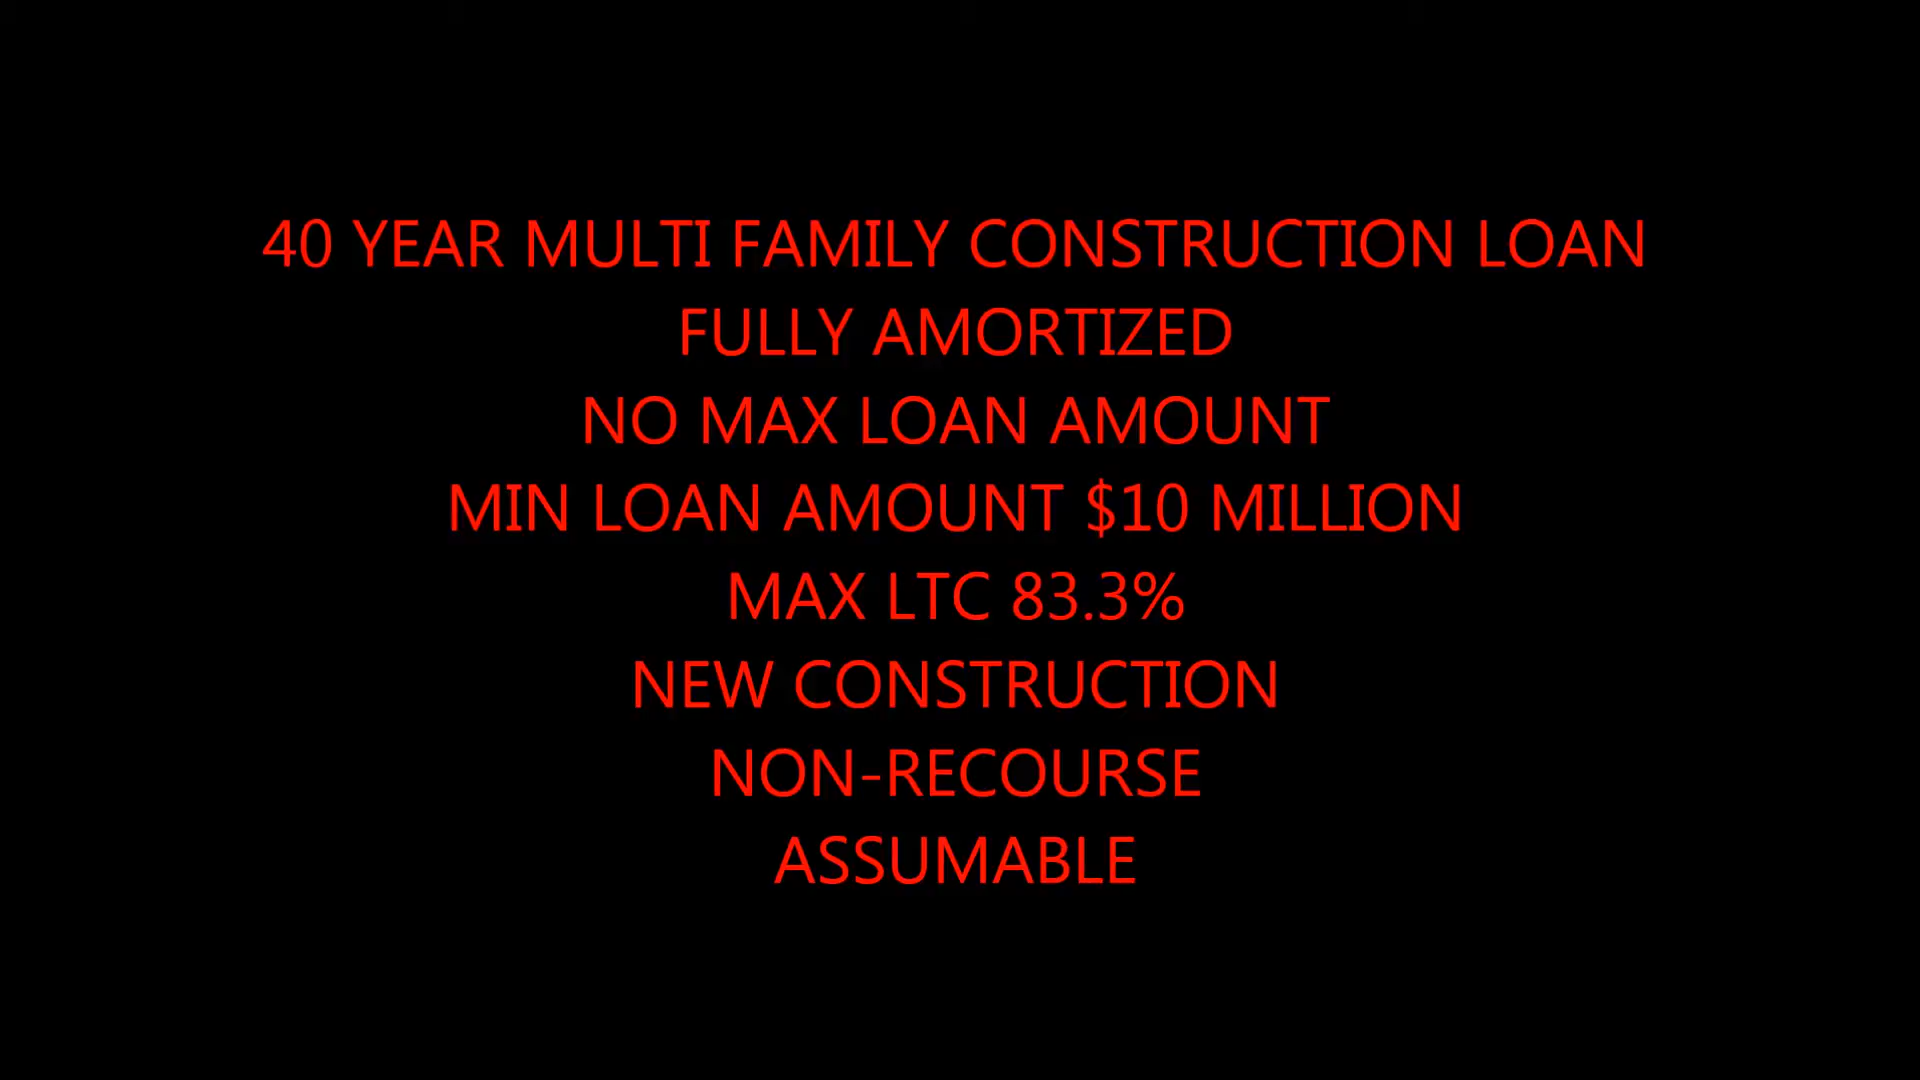 40 YEAR MULTI FAMILY CONSTRUCTION LOAN
FULLY AMORTIZED
NO MAX LOAN AMOUNT
MIN LOAN AMOUNT $10 MILLION
MAX LTC 83.3%
NEW CONSTRUCTION
NON-RECOURSE
ASSUMABLE